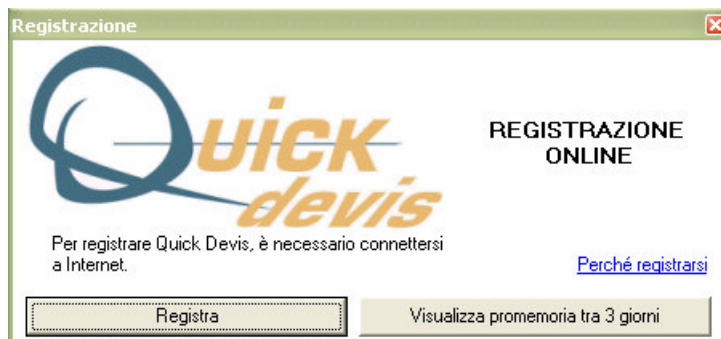 Registrazione
QUICK
devis
REGISTRAZIONE
ONLINE
Per registrare Quick Devis, è necessario connettersi
a Internet.
Perché registrarsi
Registra
Visualizza promemoria tra 3 giorni